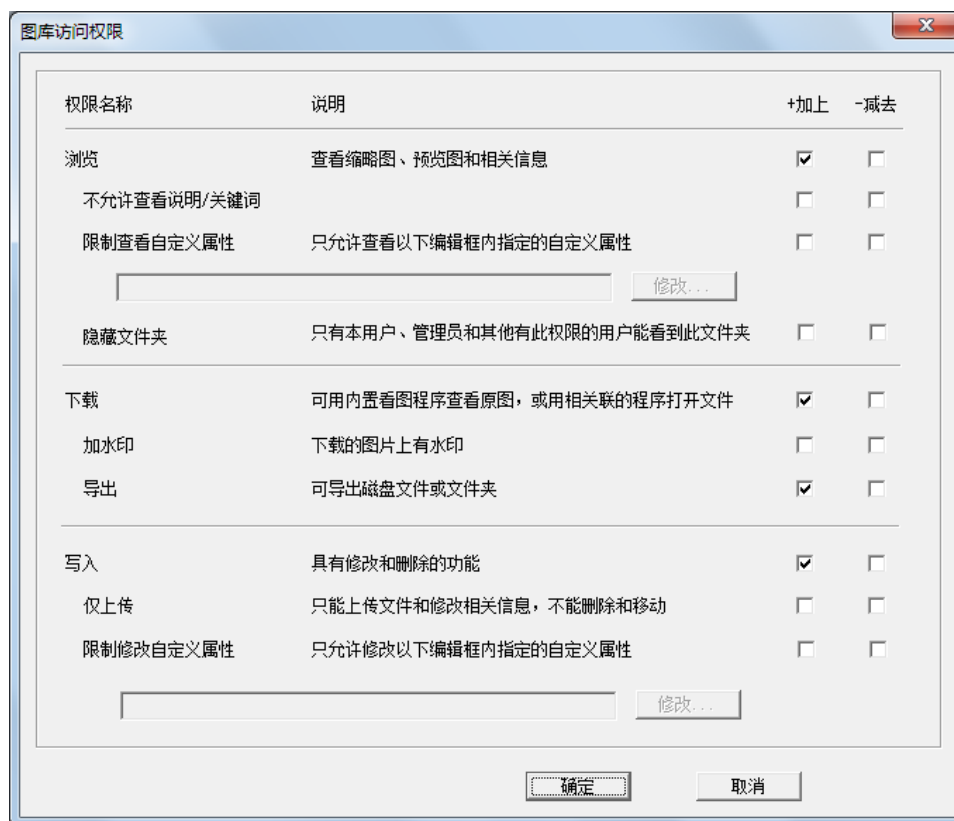 图库访问权限
权限名称 说明 +加上 -减去
浏览 查看缩略图、预览图和相关信息
不允许查看说明/关键词
限制查看自定义属性 只允许查看以下编辑框内指定的自定义属性
修改...
隐藏文件夹 只有本用户、管理员和其他有此权限的用户能看到此文件夹
下载 可用内置看图程序查看原图，或用相关联的程序打开文件
加水印 下载的图片上有水印
导出 可导出磁盘文件或文件夹
写入 具有修改和删除的功能
仅上传 只能上传文件和修改相关信息，不能删除和移动
限制修改自定义属性 只允许修改以下编辑框内指定的自定义属性
修改...
确定 取消